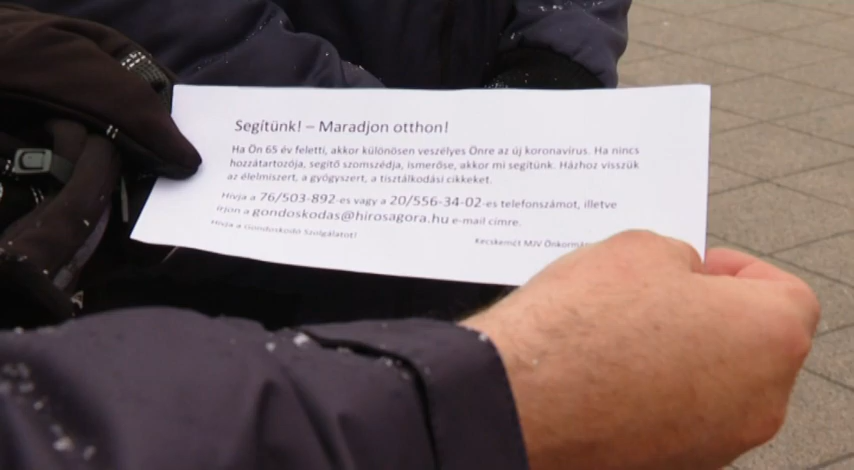 Segítünk! – Maradjon otthon!
Ha Ön 65 év feletti, akkor különösen veszélyes Önre az új koronavírus. Ha nincs
hozzátartozója, segítő szomszédja, ismerőse, akkor mi segítünk. Házhoz visszük
az élelmiszert, a gyógyszert, a tisztálkodási cikkeket.
Hívja a 76/503-892-es vagy a 20/556-34-02-es telefonszámot, illetve
írjon a gondoskodas@hirosagora.hu e-mail címre.
Hívja a Gondoskodó Szolgálatot!
Kecskemét MJV